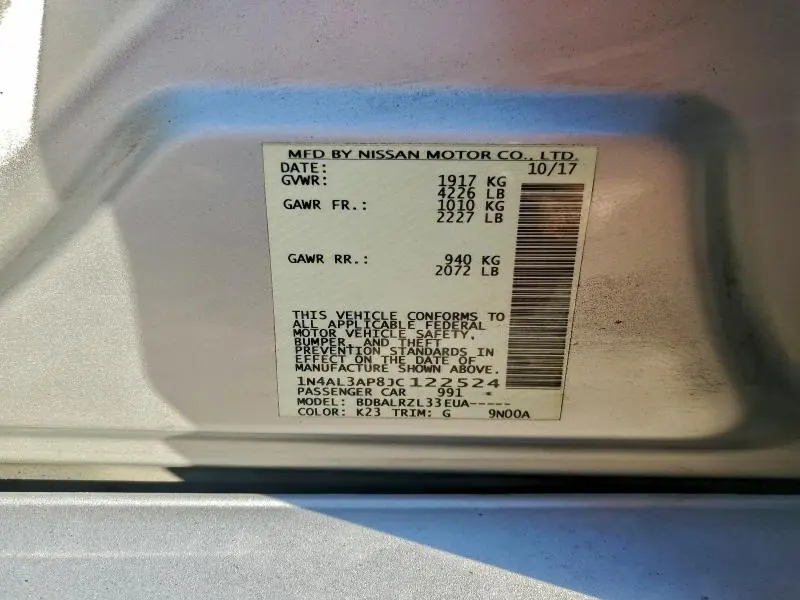 MFD BY NISSAN MOTOR CO., LTD.
DATE: 10/17
GVWR: 1917 KG
4226 LB
GAWR FR.: 1010 KG
2227 LB
GAWR RR.: 940 KG
2072 LB
THIS VEHICLE CONFORMS TO
ALL APPLICABLE FEDERAL
MOTOR VEHICLE SAFETY,
BUMPER, AND THEFT
PREVENTION STANDARDS IN
EFFECT ON THE DATE OF
MANUFACTURE SHOWN ABOVE.
1N4AL3AP8JC122524
PASSENGER CAR 991 *
MODEL: BDBALRZL33EUA-----
COLOR: K23 TRIM: G 9N00A